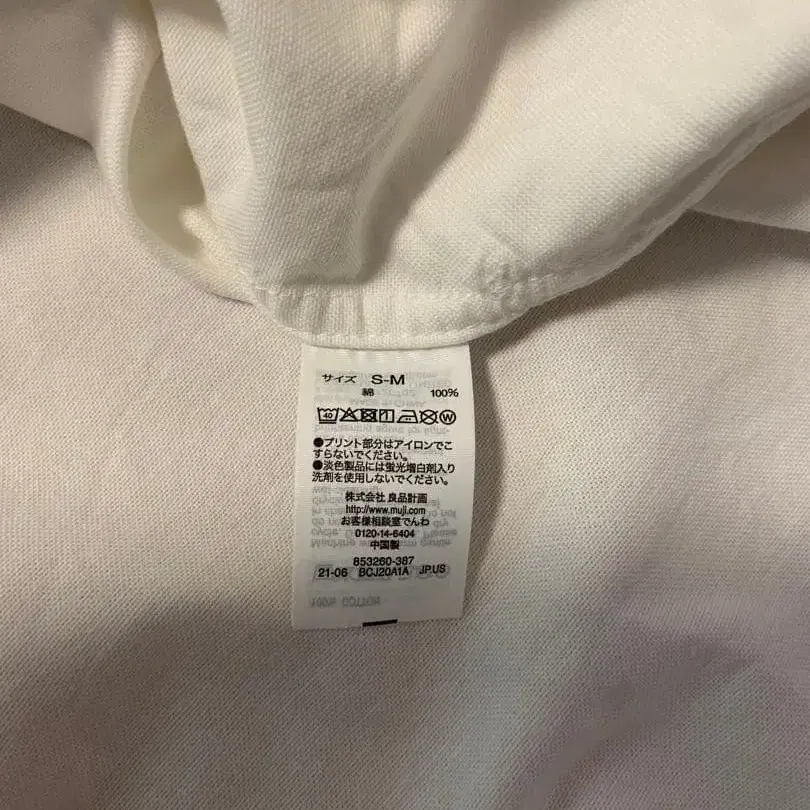 サイズ S-M
綿 100%
40 W
●プリント部分はアイロンでこ
すらないでください。
●淡色製品には蛍光増白剤入り
洗剤を使用しないでください。
株式会社 良品計画
http://www.muji.com
お客様相談室でんわ
0120-14-6404
中国製
853260-387
21-06 BCJ20A1A JP.US